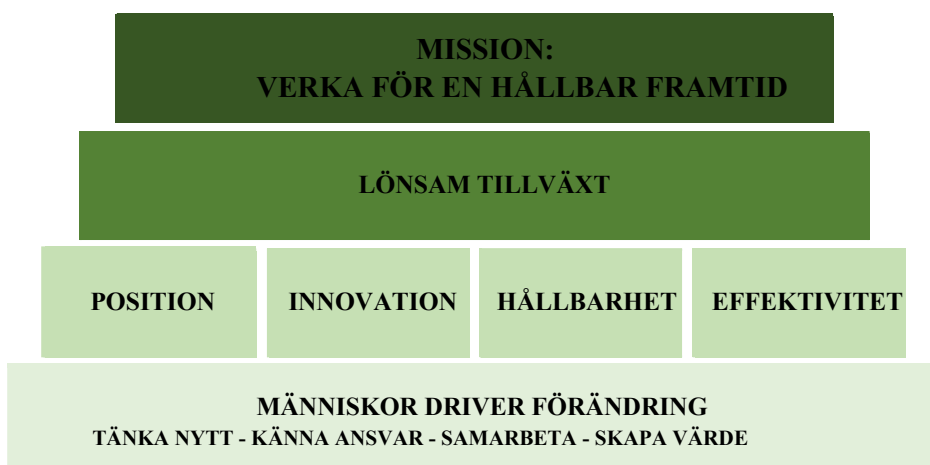 MISSION:
VERKA FÖR EN HÅLLBAR FRAMTID
LÖNSAM TILLVÄXT
POSITION
INNOVATION
HÅLLBARHET
EFFEKTIVITET
MÄNNISKOR DRIVER FÖRÄNDRING
TÄNKA NYTT - KÄNNA ANSVAR - SAMARBETA - SKAPA VÄRDE